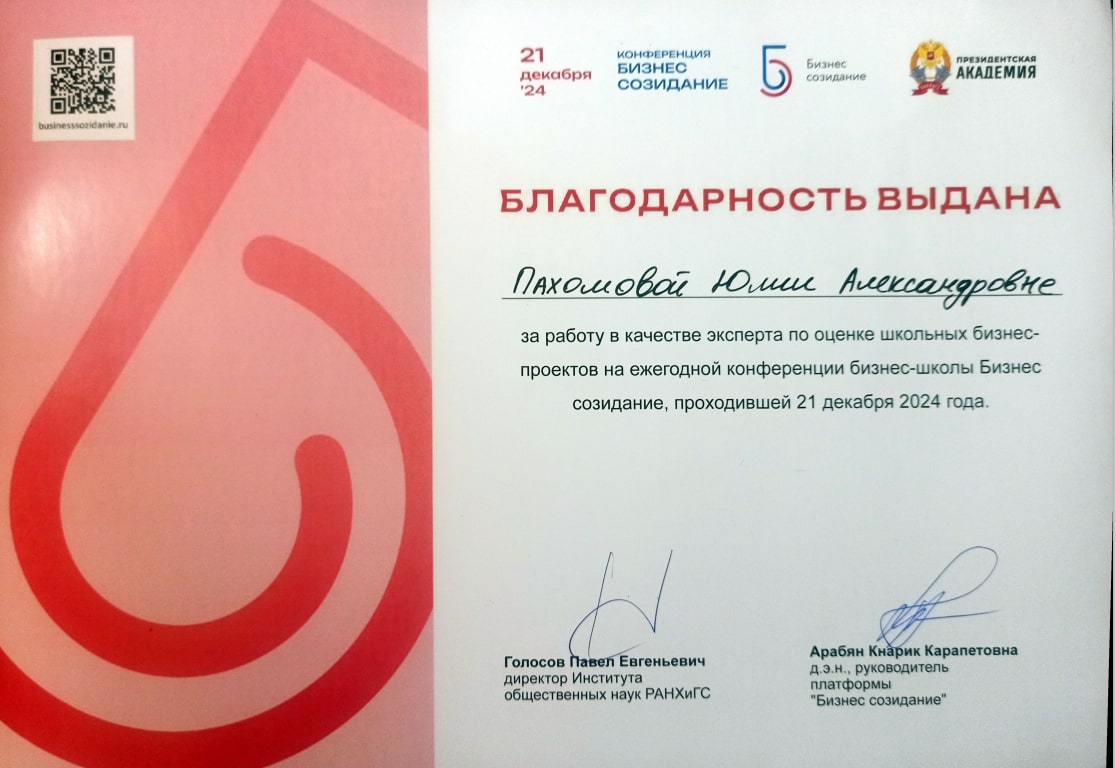 businesssozidanie.ru
21
декабря
'24
КОНФЕРЕНЦИЯ
БИЗНЕС
СОЗИДАНИЕ
Бизнес
созидание
ПРЕЗИДЕНТСКАЯ
АКАДЕМИЯ
БЛАГОДАРНОСТЬ ВЫДАНА
Пахомовой Юлии Александровне
за работу в качестве эксперта по оценке школьных бизнес-
проектов на ежегодной конференции бизнес-школы Бизнес
созидание, проходившей 21 декабря 2024 года.
Голосов Павел Евгеньевич
директор Института
общественных наук РАНХиГС
Арабян Кнарик Карапетовна
д.э.н., руководитель
платформы
"Бизнес созидание"